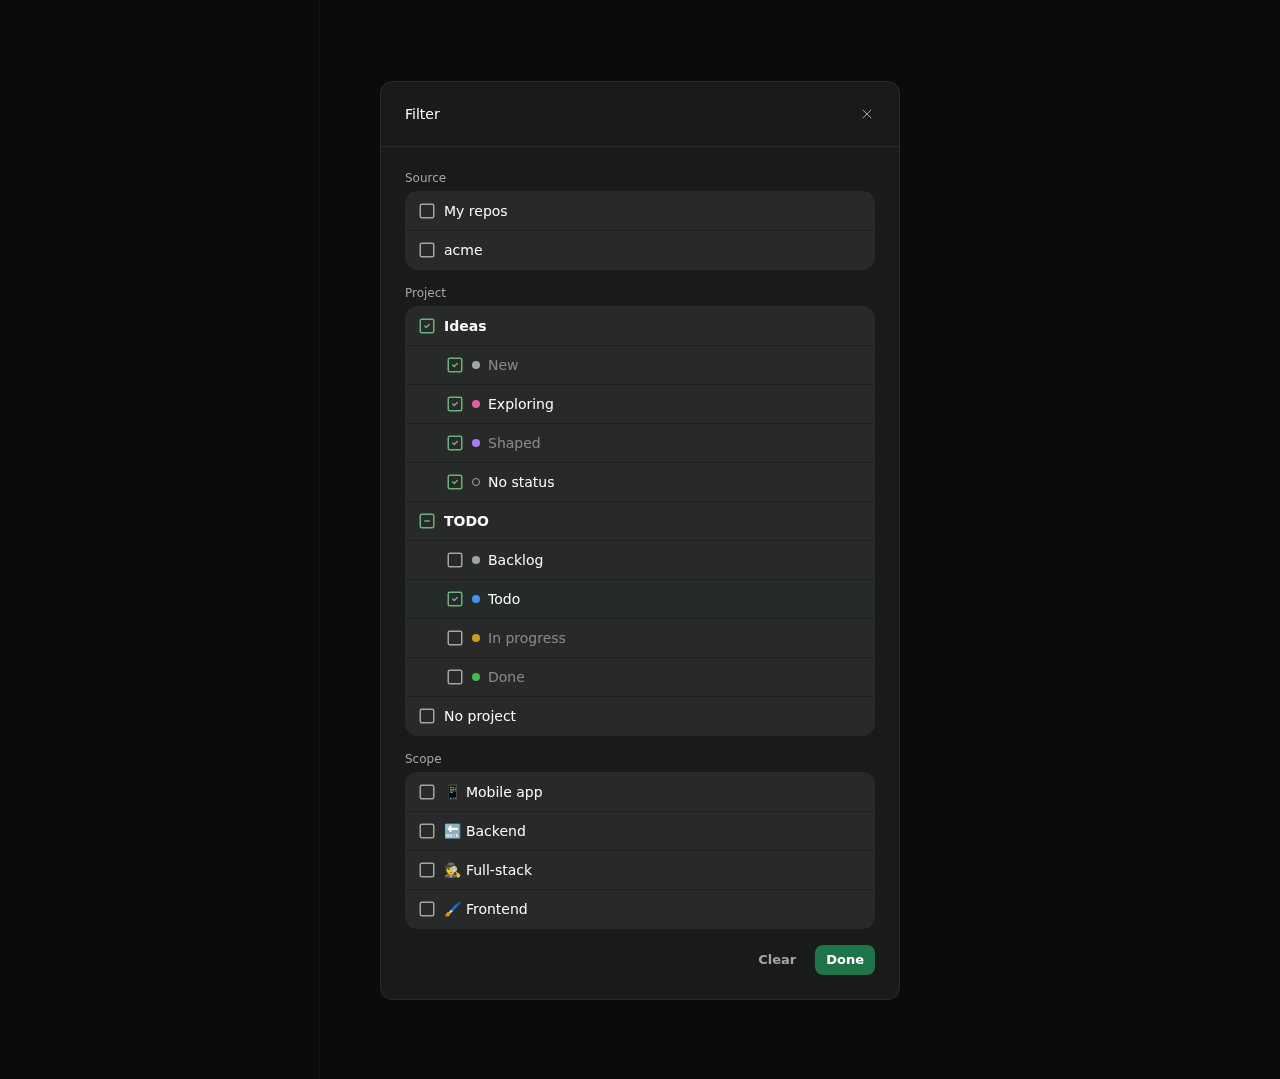 Filter
Source
My repos
acme
Project
Ideas
New
Exploring
Shaped
No status
TODO
Backlog
Todo
In progress
Done
No project
Scope
📱 Mobile app
🔙 Backend
🕵️ Full-stack
🖌️ Frontend
Clear
Done